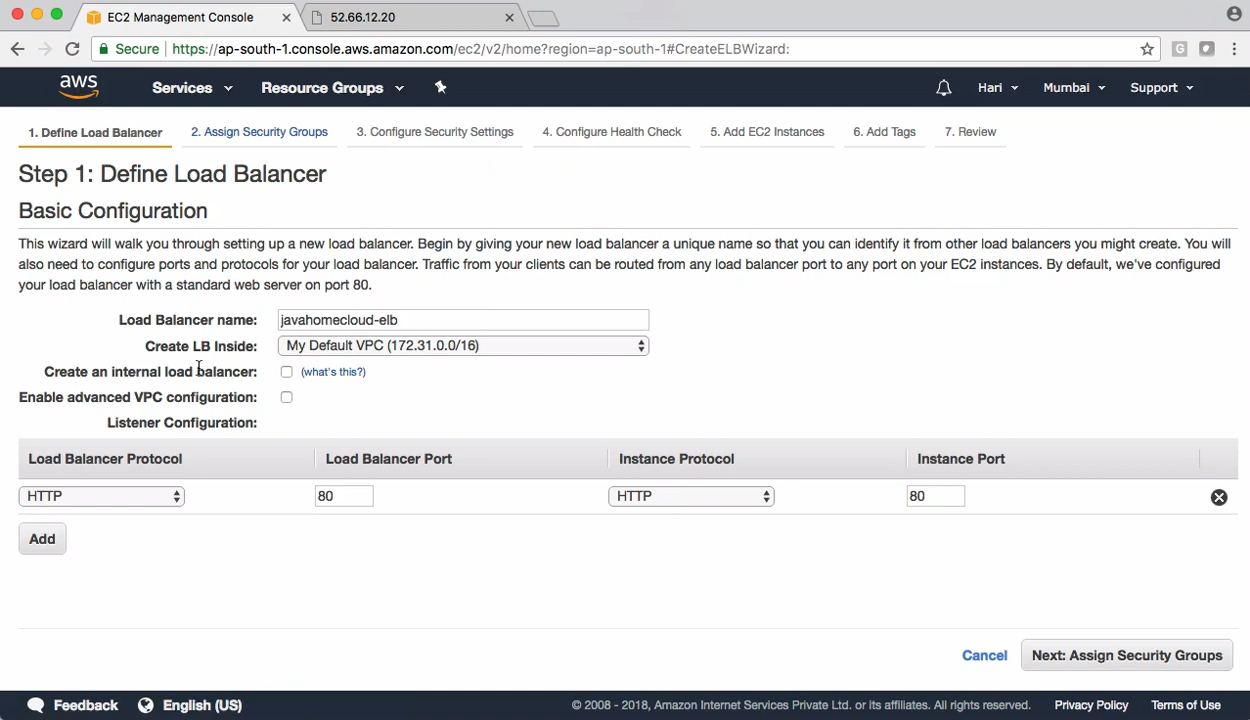 EC2 Management Console
52.66.12.20
Secure https://ap-south-1.console.aws.amazon.com/ec2/v2/home?region=ap-south-1#CreateELBWizard:
G
aws Services Resource Groups Hari Mumbai Support
1. Define Load Balancer 2. Assign Security Groups 3. Configure Security Settings 4. Configure Health Check 5. Add EC2 Instances 6. Add Tags 7. Review
Step 1: Define Load Balancer
Basic Configuration
This wizard will walk you through setting up a new load balancer. Begin by giving your new load balancer a unique name so that you can identify it from other load balancers you might create. You will
also need to configure ports and protocols for your load balancer. Traffic from your clients can be routed from any load balancer port to any port on your EC2 instances. By default, we've configured
your load balancer with a standard web server on port 80.
Load Balancer name: javahomecloud-elb
Create LB Inside: My Default VPC (172.31.0.0/16)
Create an internal load balancer: (what's this?)
Enable advanced VPC configuration:
Listener Configuration:
Load Balancer Protocol Load Balancer Port Instance Protocol Instance Port
HTTP 80 HTTP 80
Add
Cancel Next: Assign Security Groups
Feedback English (US) © 2008 - 2018, Amazon Internet Services Private Ltd. or its affiliates. All rights reserved. Privacy Policy Terms of Use